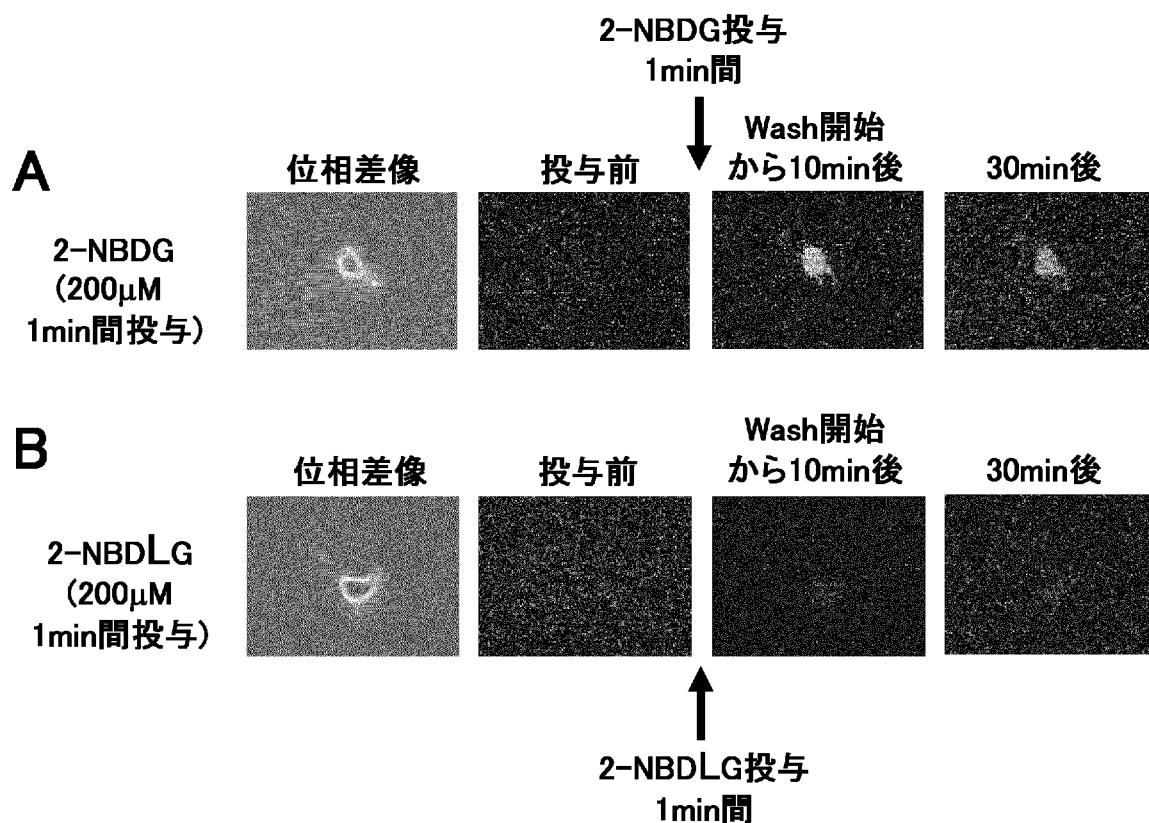 2-NBDG投与
1min間
A
位相差像
投与前
Wash開始
から10min後
30min後
2-NBDG
(200μM
1min間投与)
B
位相差像
投与前
Wash開始
から10min後
30min後
2-NBDLG
(200μM
1min間投与)
2-NBDLG投与
1min間